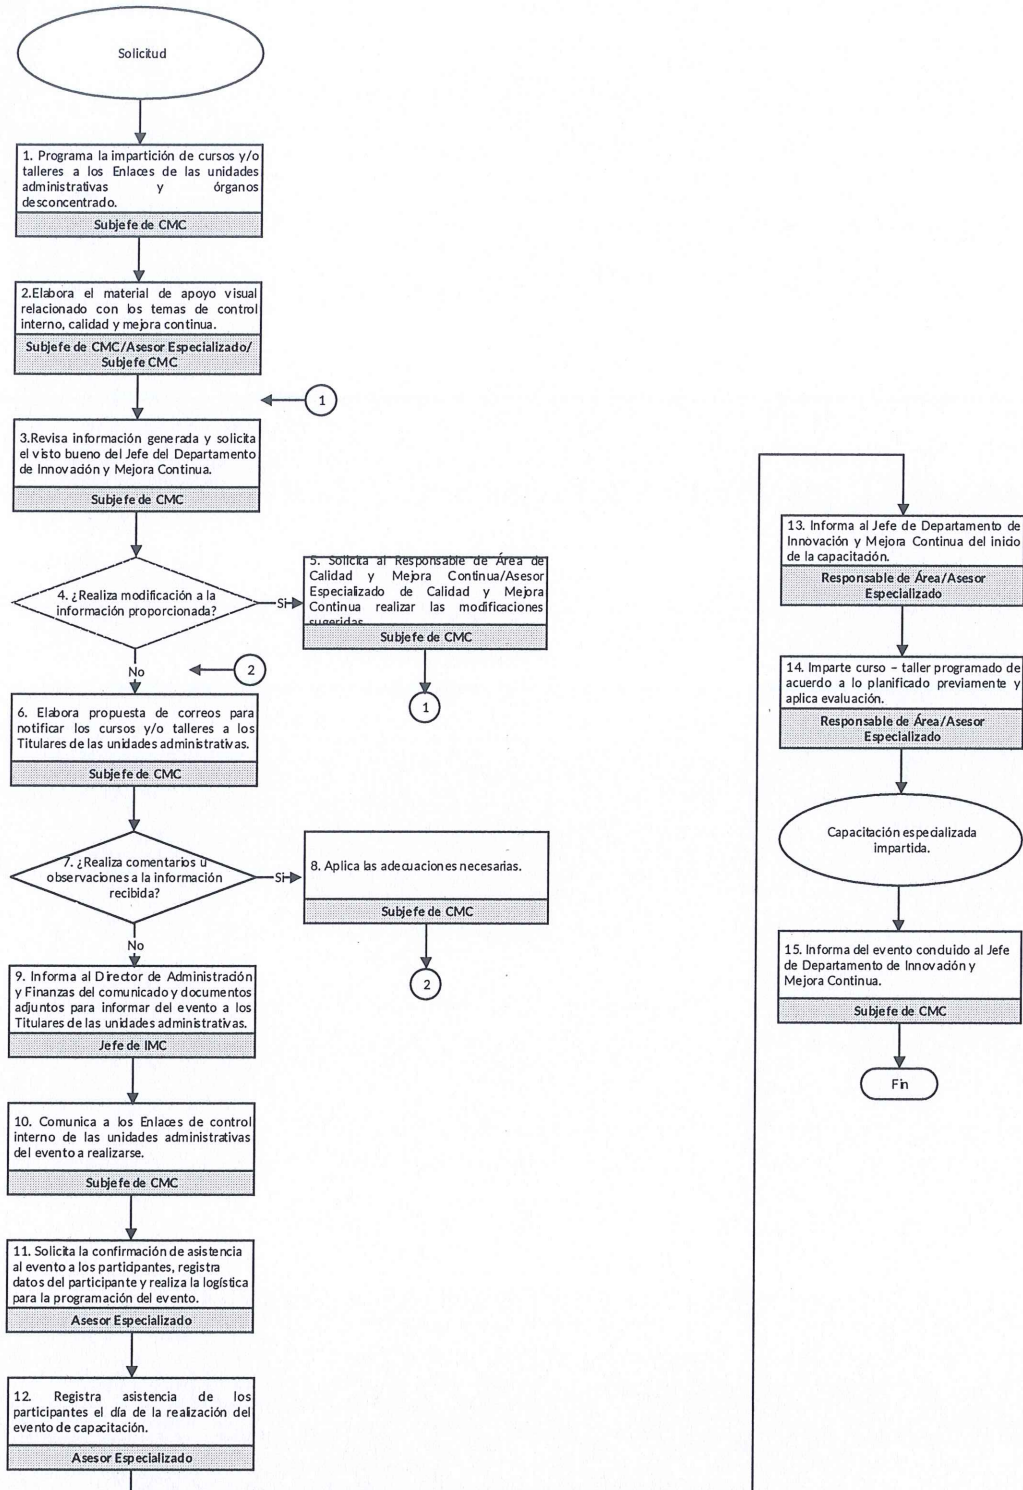 Solicitud
1. Programa la impartición de cursos y/o
talleres a los Enlaces de las unidades
administrativas y órganos
desconcentrado.
Subjefe de CMC
2.Elabora el material de apoyo visual
relacionado con los temas de control
interno, calidad y mejora continua.
Subjefe de CMC/Asesor Especializado/
Subjefe CMC
1
3.Revisa información generada y solicita
el visto bueno del Jefe del Departamento
de Innovación y Mejora Continua.
Subjefe de CMC
4. ¿Realiza modificación a la
información proporcionada?
Si
5. Solicita al Responsable de Área de
Calidad y Mejora Continua/Asesor
Especializado de Calidad y Mejora
Continua realizar las modificaciones
sugeridas
Subjefe de CMC
1
No
2
6. Elabora propuesta de correos para
notificar los cursos y/o talleres a los
Titulares de las unidades administrativas.
Subjefe de CMC
7. ¿Realiza comentarios u
observaciones a la información
recibida?
Si
8. Aplica las adecuaciones necesarias.
Subjefe de CMC
2
No
9. Informa al Director de Administración
y Finanzas del comunicado y documentos
adjuntos para informar del evento a los
Titulares de las unidades administrativas.
Jefe de IMC
10. Comunica a los Enlaces de control
interno de las unidades administrativas
del evento a realizarse.
Subjefe de CMC
11. Solicita la confirmación de asistencia
al evento a los participantes, registra
datos del participante y realiza la logística
para la programación del evento.
Asesor Especializado
12. Registra asistencia de los
participantes el día de la realización del
evento de capacitación.
Asesor Especializado
13. Informa al Jefe de Departamento de
Innovación y Mejora Continua del inicio
de la capacitación.
Responsable de Área/Asesor
Especializado
14. Imparte curso – taller programado de
acuerdo a lo planificado previamente y
aplica evaluación.
Responsable de Área/Asesor
Especializado
Capacitación especializada
impartida.
15. Informa del evento concluido al Jefe
de Departamento de Innovación y
Mejora Continua.
Subjefe de CMC
Fin